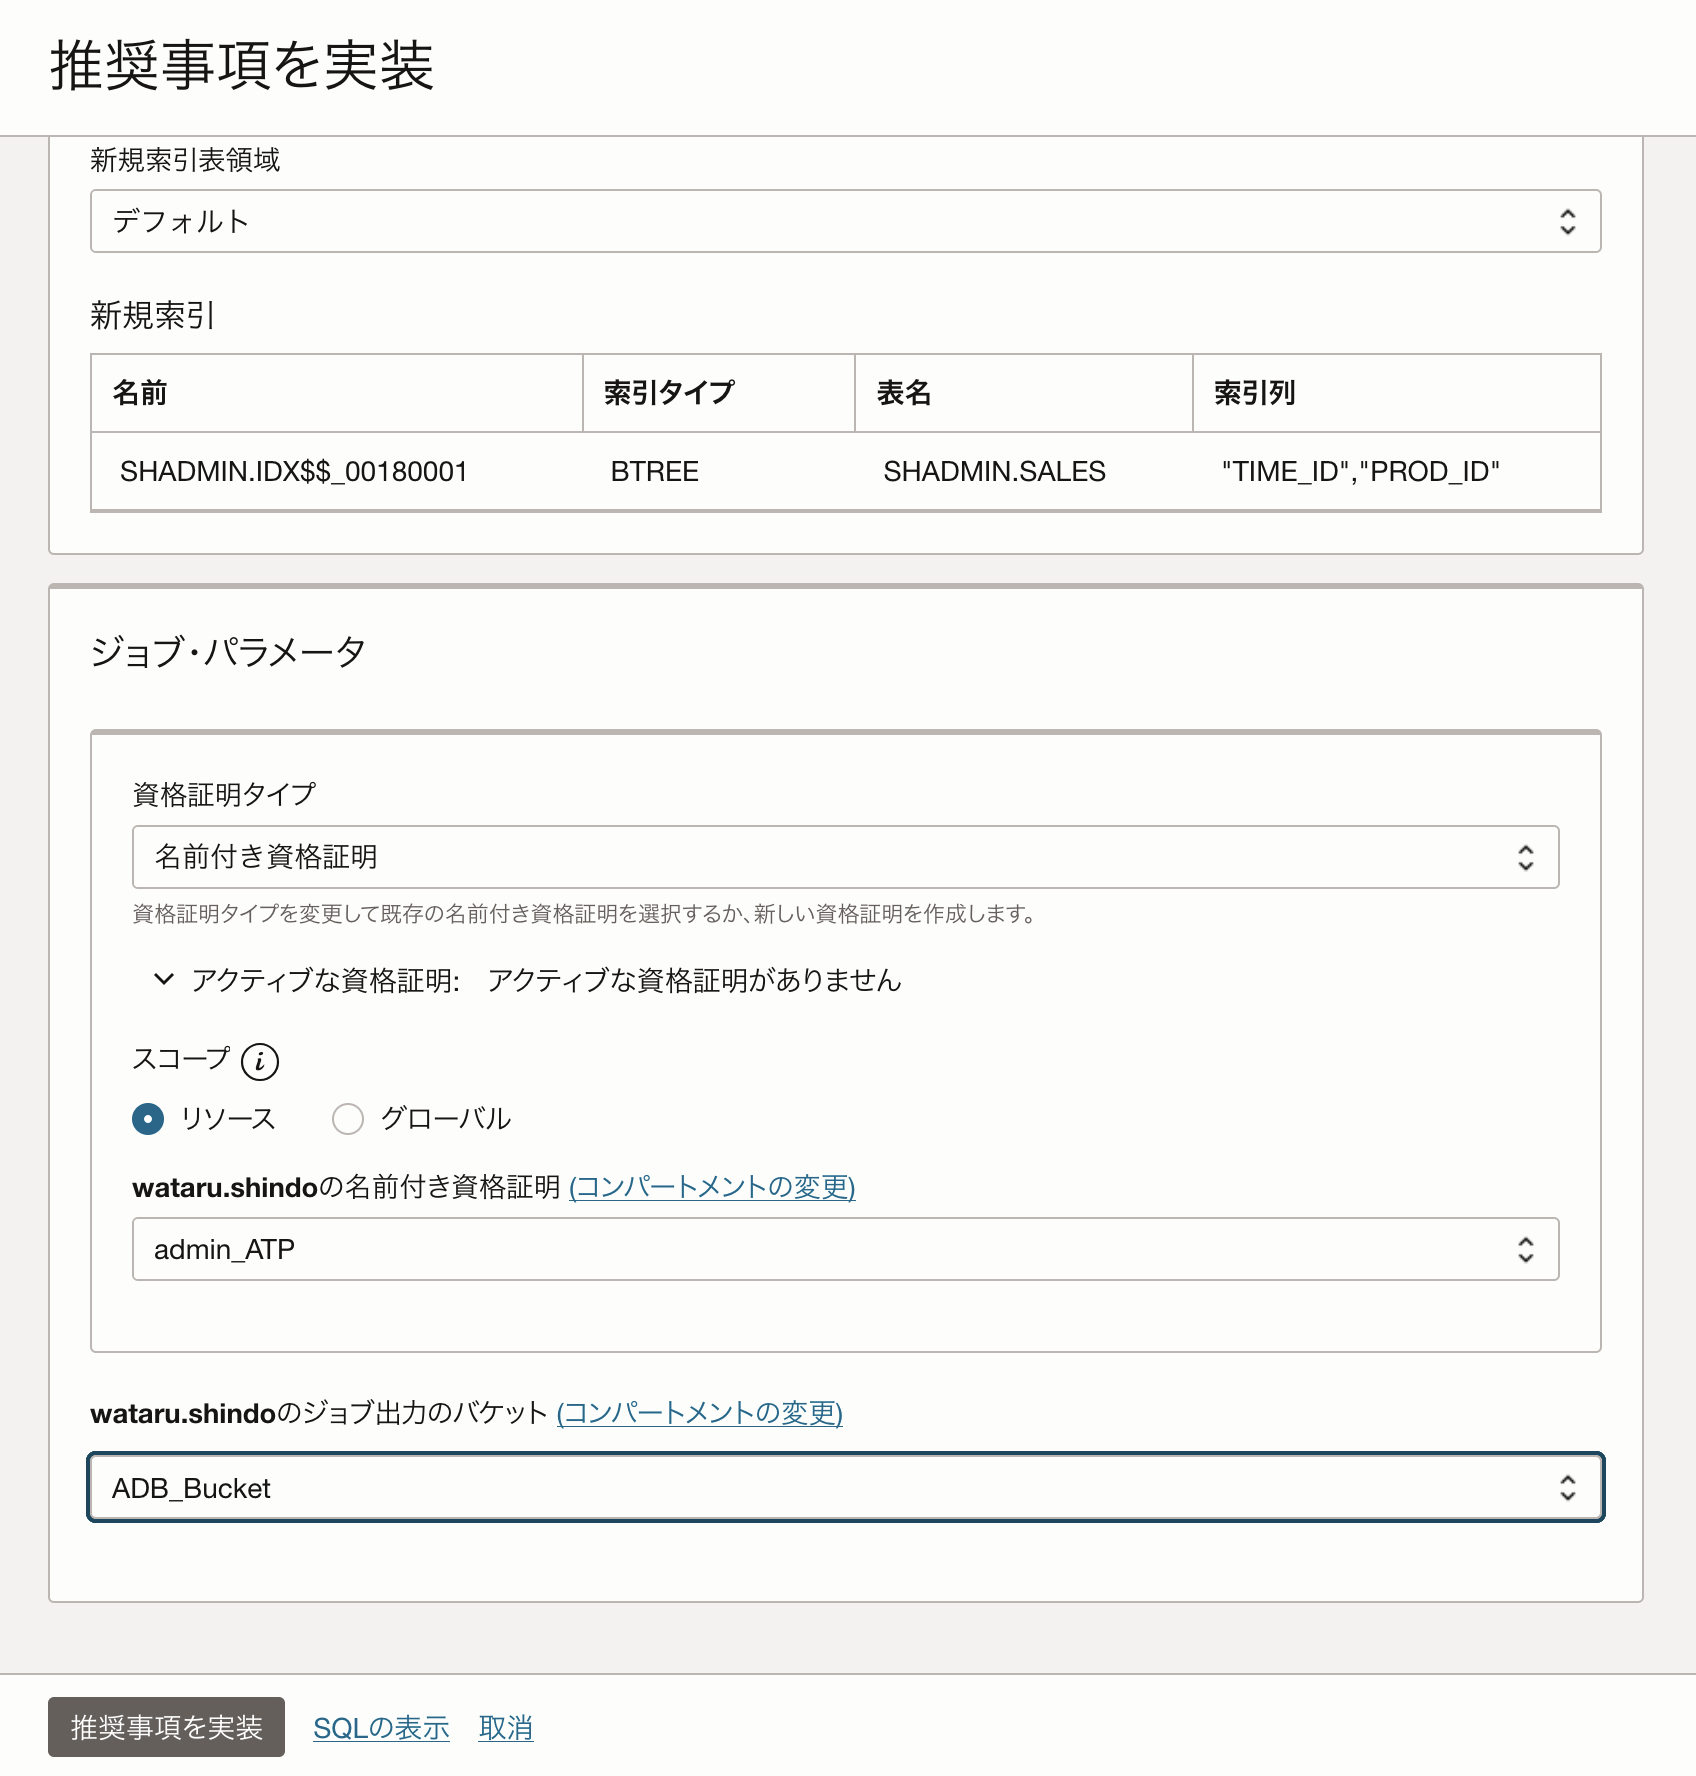 推奨事項を実装
新規索引表領域
デフォルト
新規索引
名前 索引タイプ 表名 索引列
SHADMIN.IDX$$_00180001 BTREE SHADMIN.SALES "TIME_ID","PROD_ID"
ジョブ・パラメータ
資格証明タイプ
名前付き資格証明
資格証明タイプを変更して既存の名前付き資格証明を選択するか、新しい資格証明を作成します。
アクティブな資格証明: アクティブな資格証明がありません
スコープ i
リソース グローバル
wataru.shindoの名前付き資格証明 (コンパートメントの変更)
admin_ATP
wataru.shindoのジョブ出力のバケット (コンパートメントの変更)
ADB_Bucket
推奨事項を実装 SQLの表示 取消